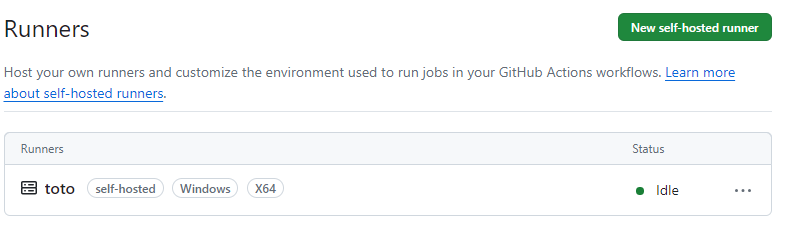 Runners
New self-hosted runner
Host your own runners and customize the environment used to run jobs in your GitHub Actions workflows. Learn more
about self-hosted runners.
Runners Status
toto self-hosted Windows X64 Idle